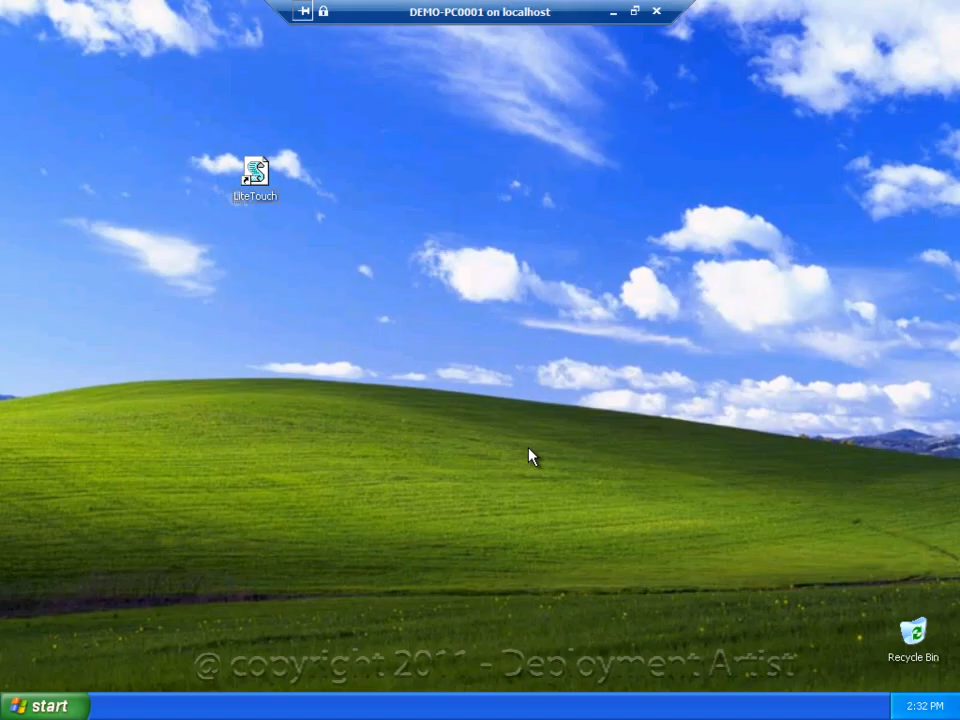 DEMO-PC0001 on localhost
LiteTouch
Recycle Bin
@ copyright 2011 - Deployment Artist
start
2:32 PM